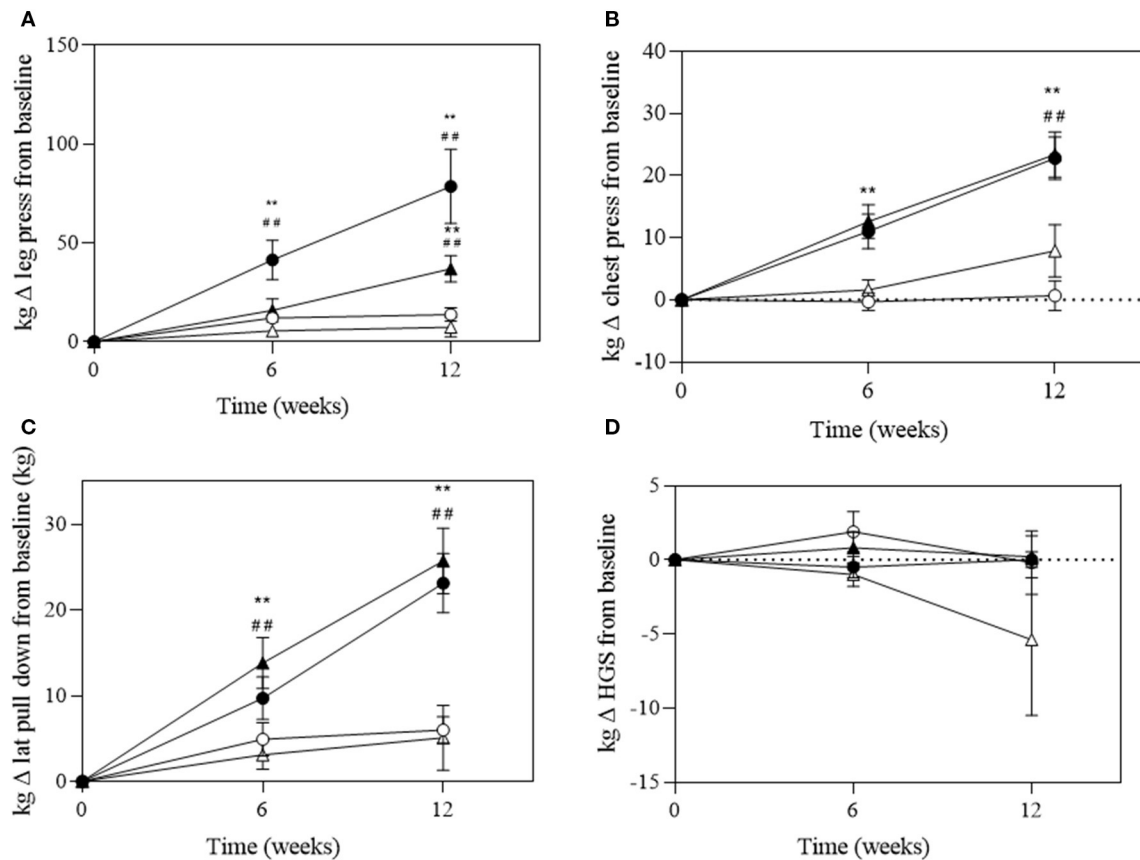 A
kg Δ leg press from baseline
150
100
50
0
**
##
**
##
**
##
0 6 12
Time (weeks)
B
kg Δ chest press from baseline
40
30
20
10
0
-10
**
**
##
0 6 12
Time (weeks)
C
kg Δ lat pull down from baseline (kg)
30
20
10
0
**
##
**
##
0 6 12
Time (weeks)
D
kg Δ HGS from baseline
5
0
-5
-10
-15
0 6 12
Time (weeks)